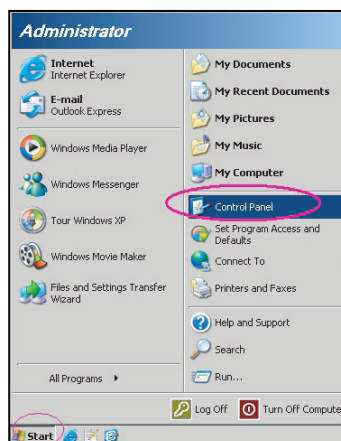 Administrator
Internet
Internet Explorer
E-mail
Outlook Express
Windows Media Player
Windows Messenger
Tour Windows XP
Windows Movie Maker
Files and Settings Transfer
Wizard
All Programs
My Documents
My Recent Documents
My Pictures
My Music
My Computer
Control Panel
Set Program Access and
Defaults
Connect To
Printers and Faxes
Help and Support
Search
Run...
Log Off
Turn Off Compute
Start